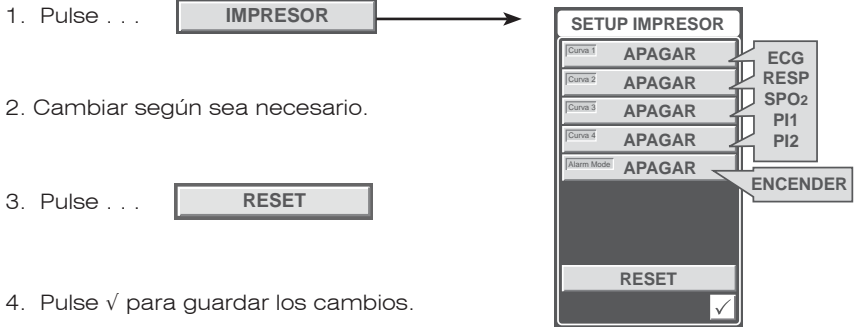 1. Pulse . . . IMPRESOR
2. Cambiar según sea necesario.
3. Pulse . . . RESET
4. Pulse √ para guardar los cambios.
SETUP IMPRESOR
Curva 1 APAGAR
Curva 2 APAGAR
Curva 3 APAGAR
Curva 4 APAGAR
Alarm Mode APAGAR
RESET
✓
ECG
RESP
SPO2
PI1
PI2
ENCENDER